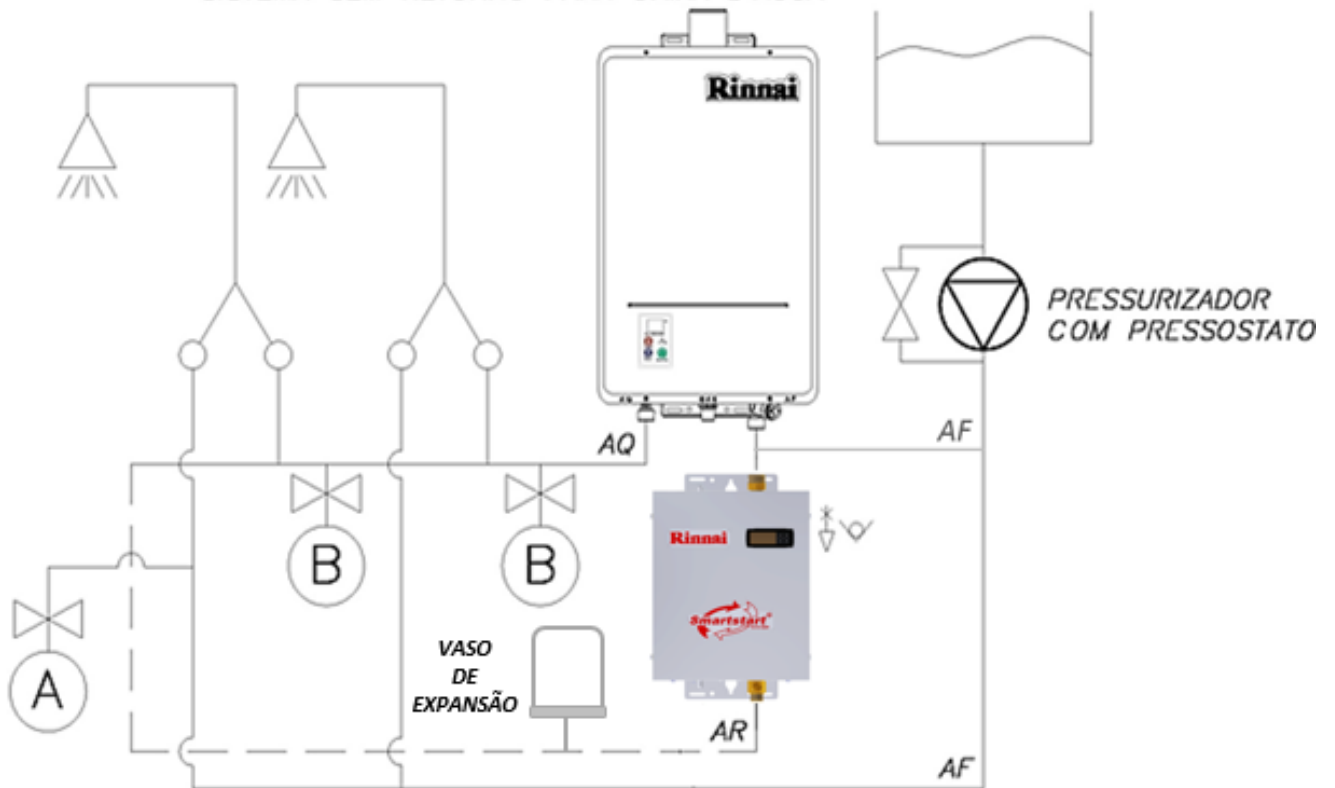 Rinnai
PRESSURIZADOR
COM PRESSOSTATO
AQ
AF
B
B
Rinnai
Smartstart®
A
VASO
DE
EXPANSÃO
AR
AF